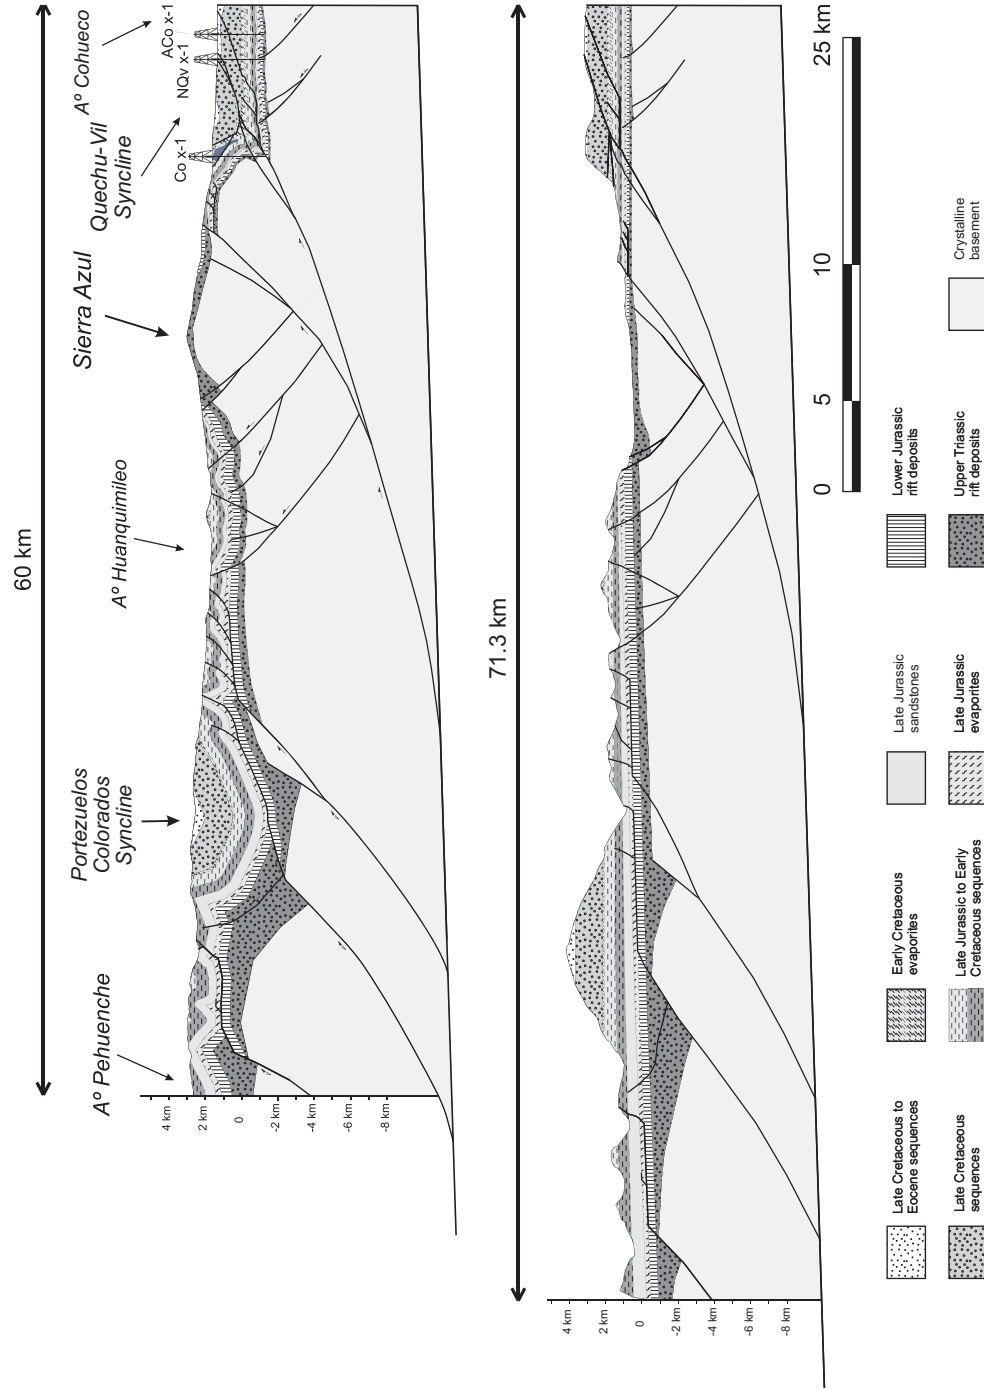 60 km
Aº Pehuenche
Portezuelos
Colorados
Syncline
Aº Huanquimileo
Sierra Azul
Quechu-Vil
Syncline
Aº Cohueco
Co x-1
NQv x-1
ACo x-1
4 km
2 km
0
-2 km
-4 km
-6 km
-8 km
71.3 km
4 km
2 km
0
-2 km
-4 km
-6 km
-8 km
0
5
10
25 km
Late Cretaceous to
Eocene sequences
Early Cretaceous
evaporites
Late Jurassic
sandstones
Lower Jurassic
rift deposits
Crystalline
basement
Late Cretaceous
sequences
Late Jurassic to Early
Cretaceous sequences
Late Jurassic
evaporites
Upper Triassic
rift deposits